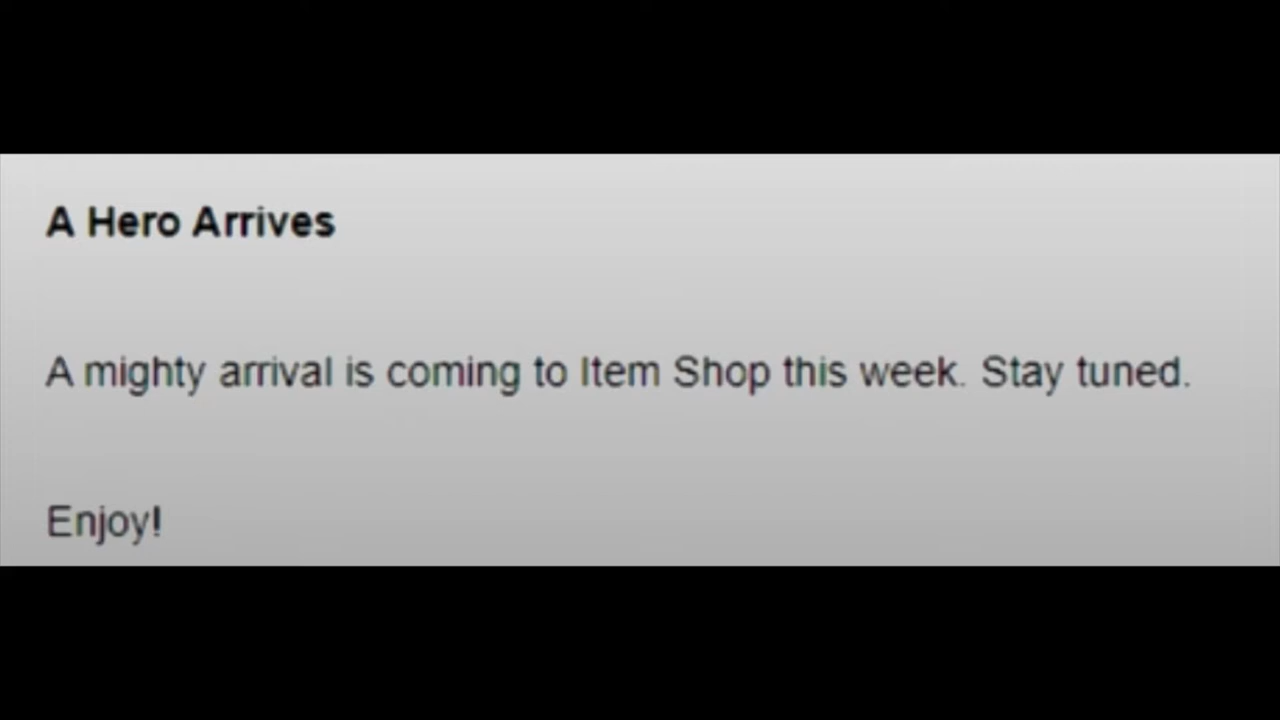 A Hero Arrives
A mighty arrival is coming to Item Shop this week. Stay tuned.
Enjoy!